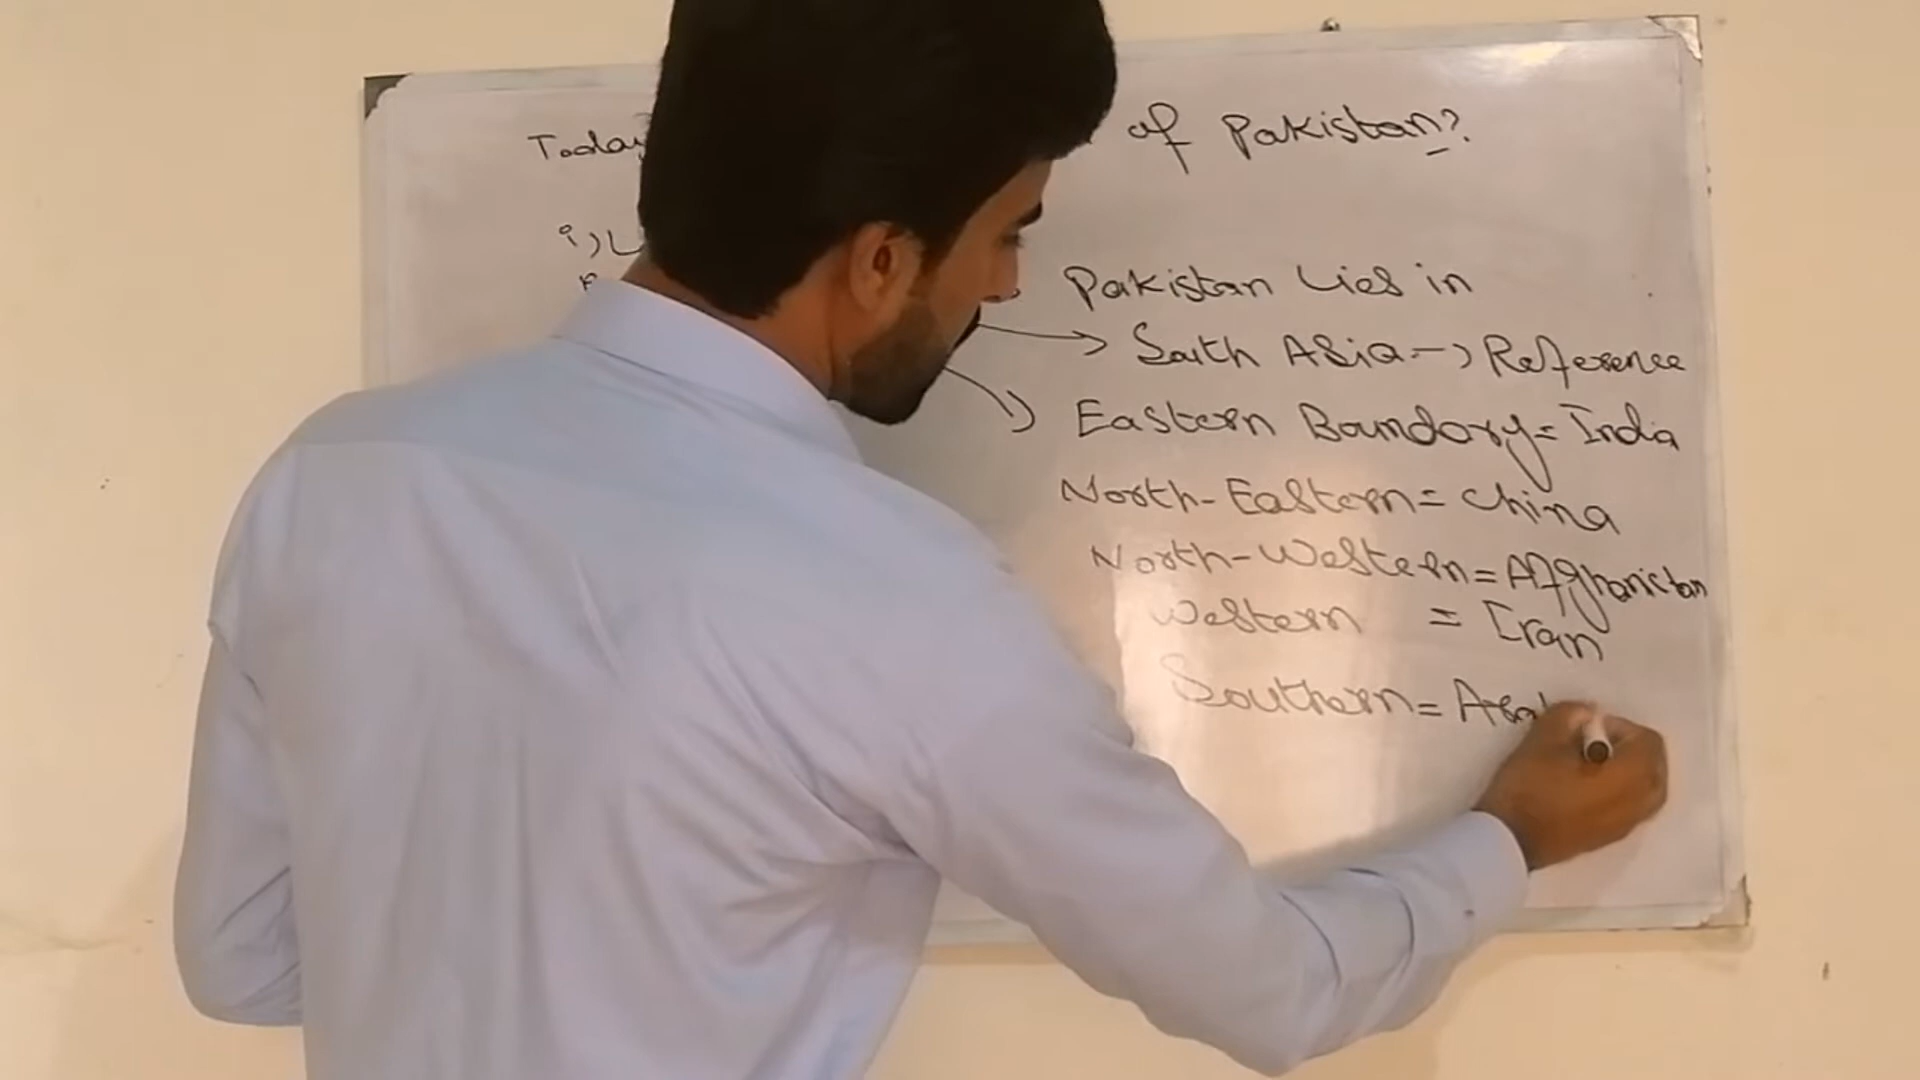 Today of Pakistan?
i) L
Pakistan Lies in
South Asia → Reference
Eastern Boundary = India
North-Eastern = China
North-Western = Afghanistan
Western = Iran
Southern = Arab